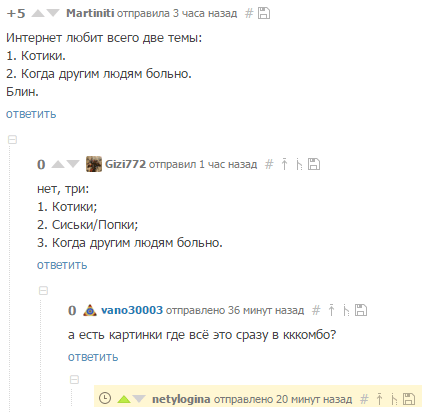 +5 Martiniti отправила 3 часа назад #
Интернет любит всего две темы:
1. Котики.
2. Когда другим людям больно.
Блин.
ответить
0 Gizi772 отправил 1 час назад #
нет, три:
1. Котики;
2. Сиськи/Попки;
3. Когда другим людям больно.
ответить
0 vano30003 отправлено 36 минут назад #
а есть картинки где всё это сразу в кккомбо?
ответить
netylogina отправлено 20 минут назад #